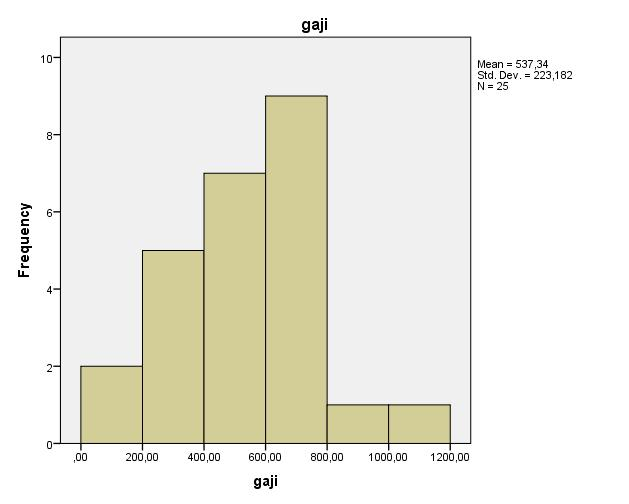 gaji
Mean = 537,34
Std. Dev. = 223,182
N = 25
10
8
6
4
2
0
Frequency
,00 200,00 400,00 600,00 800,00 1000,00 1200,00
gaji